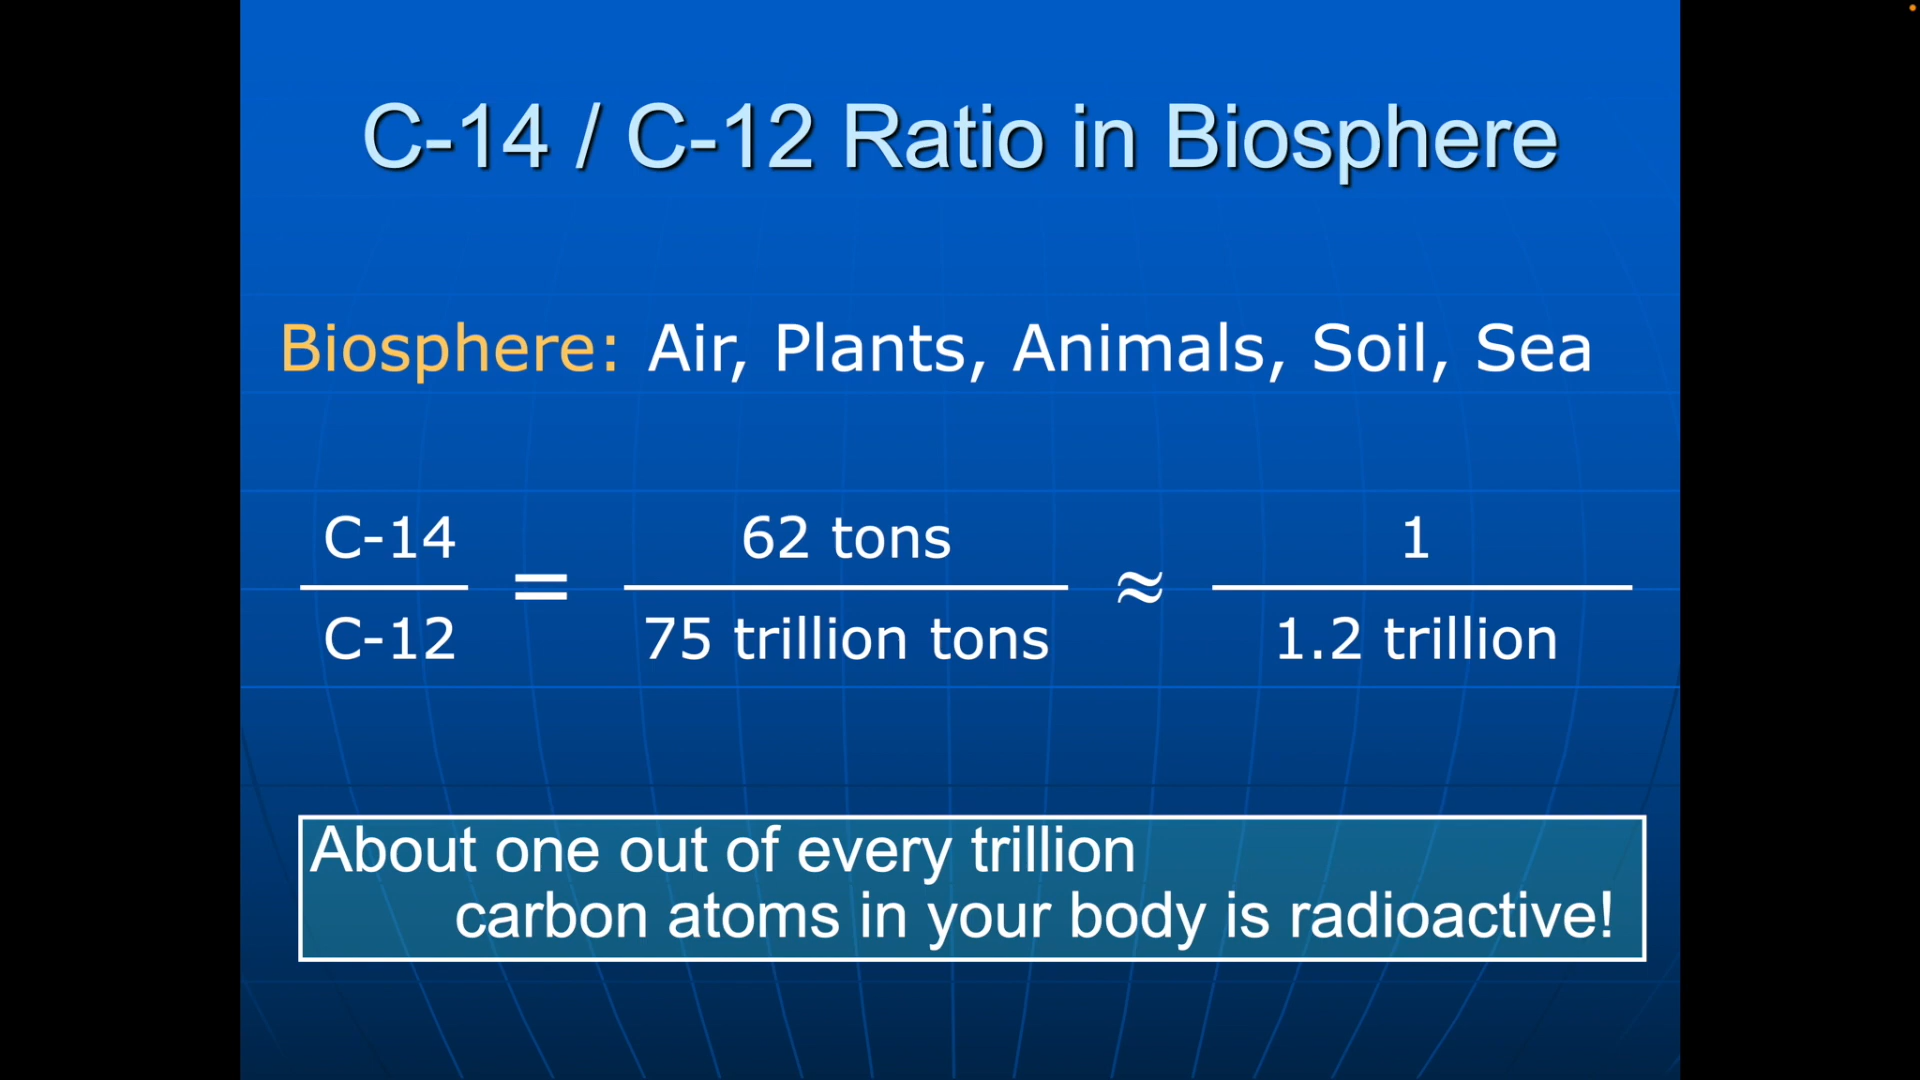 C-14 / C-12 Ratio in Biosphere
Biosphere: Air, Plants, Animals, Soil, Sea
C-14
C-12
=
62 tons
75 trillion tons
≈
1
1.2 trillion
About one out of every trillion
carbon atoms in your body is radioactive!